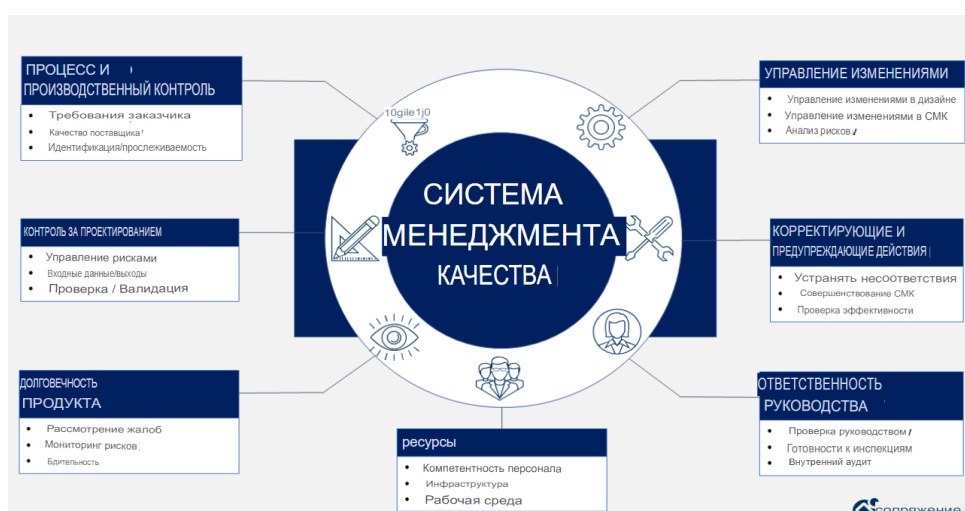 ПРОЦЕСС И
ПРОИЗВОДСТВЕННЫЙ КОНТРОЛЬ
• Требования заказчика
• Качество поставщика
• Идентификация/прослеживаемость
КОНТРОЛЬ ЗА ПРОЕКТИРОВАНИЕМ
• Управление рисками
• Входные данные/выходы
• Проверка / Валидация
ДОЛГОВЕЧНОСТЬ
ПРОДУКТА
• Рассмотрение жалоб
• Мониторинг рисков
• Бдительность
10gile1j0
СИСТЕМА
МЕНЕДЖМЕНТА
КАЧЕСТВА
ресурсы
• Компетентность персонала
• Инфраструктура
• Рабочая среда
УПРАВЛЕНИЕ ИЗМЕНЕНИЯМИ
• Управление изменениями в дизайне
• Управление изменениями в СМК
• Анализ рисков
КОРРЕКТИРУЮЩИЕ И
ПРЕДУПРЕЖДАЮЩИЕ ДЕЙСТВИЯ
• Устранять несоответствия
• Совершенствование СМК
• Проверка эффективности
ОТВЕТСТВЕННОСТЬ
РУКОВОДСТВА
• Проверка руководством
• Готовности к инспекциям
• Внутренний аудит
сопряжение